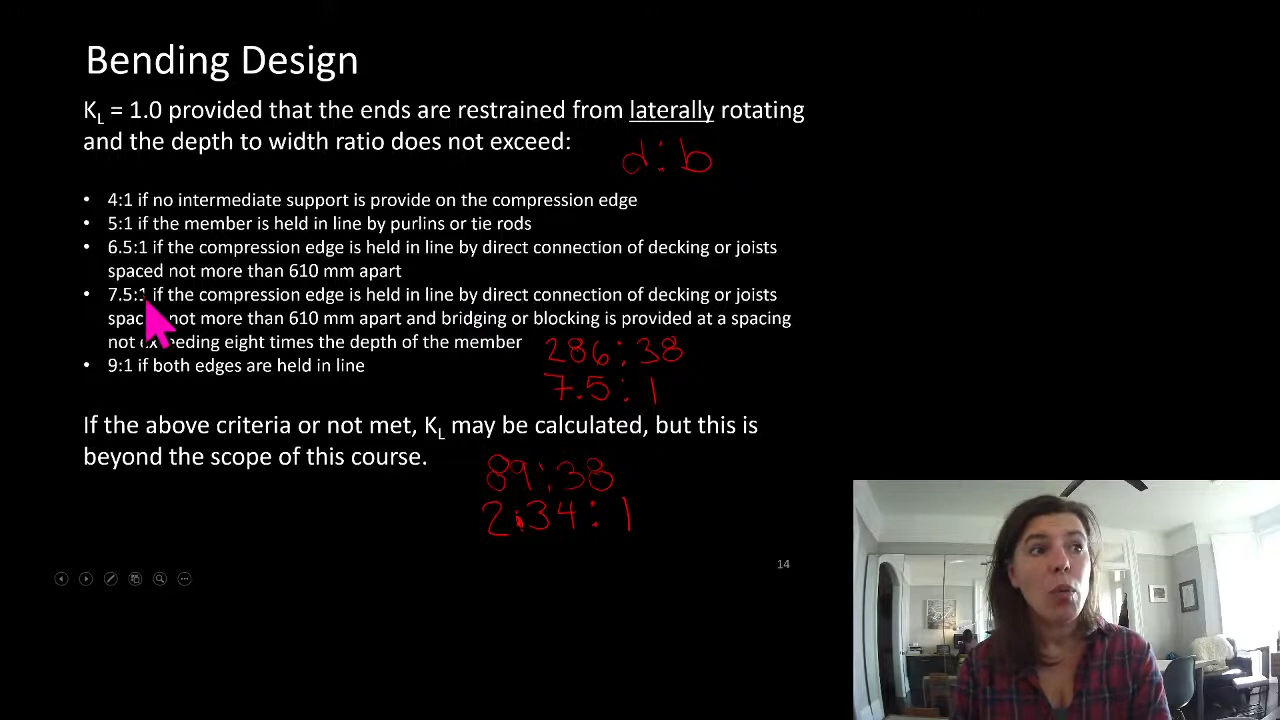 Bending Design
KL = 1.0 provided that the ends are restrained from laterally rotating
and the depth to width ratio does not exceed:
d:b
• 4:1 if no intermediate support is provide on the compression edge
• 5:1 if the member is held in line by purlins or tie rods
• 6.5:1 if the compression edge is held in line by direct connection of decking or joists
spaced not more than 610 mm apart
• 7.5:1 if the compression edge is held in line by direct connection of decking or joists
spaced not more than 610 mm apart and bridging or blocking is provided at a spacing
not exceeding eight times the depth of the member
286:38
• 9:1 if both edges are held in line
7.5:1
If the above criteria or not met, KL may be calculated, but this is
beyond the scope of this course.
89:38
2.34:1
14